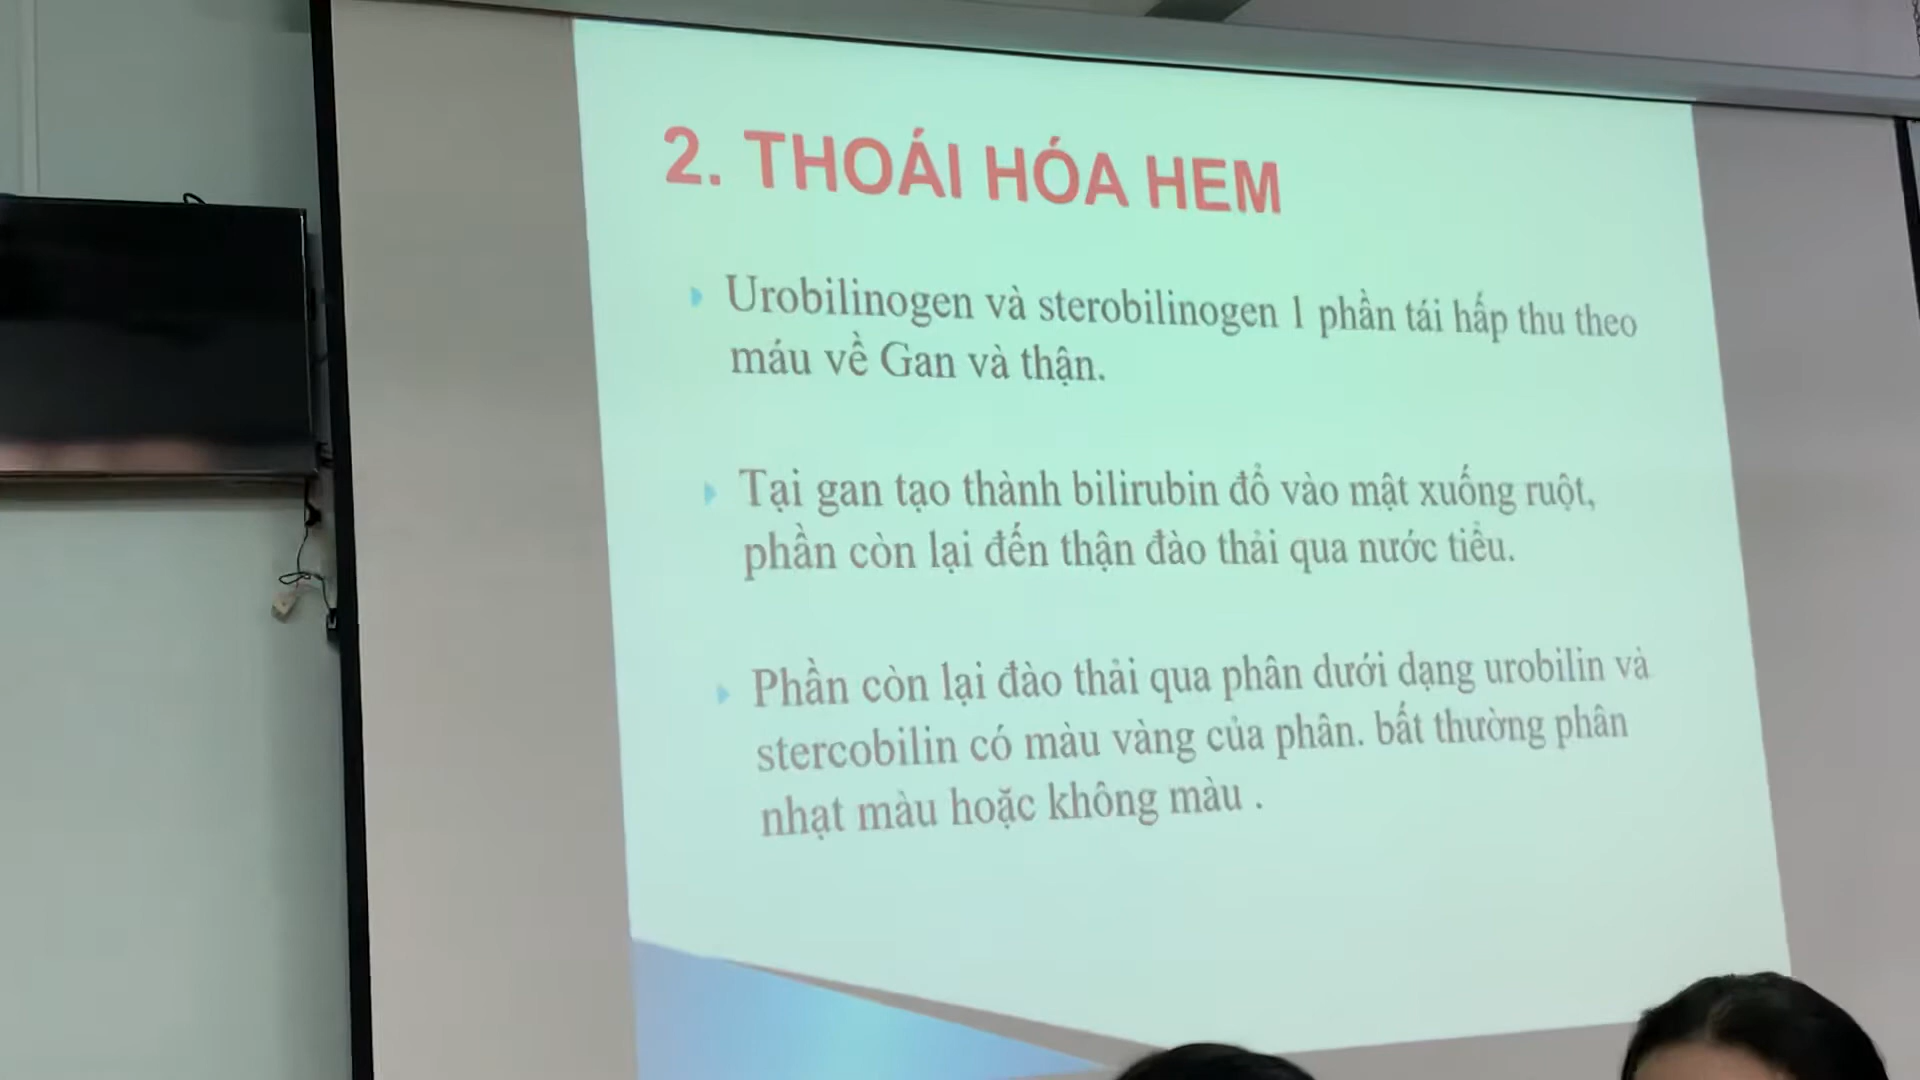 2. THOÁI HÓA HEM
Urobilinogen và sterobilinogen 1 phần tái hấp thu theo
máu về Gan và thận.
Tại gan tạo thành bilirubin đổ vào mật xuống ruột,
phần còn lại đến thận đào thải qua nước tiểu.
Phần còn lại đào thải qua phân dưới dạng urobilin và
stercobilin có màu vàng của phân. bất thường phân
nhạt màu hoặc không màu .